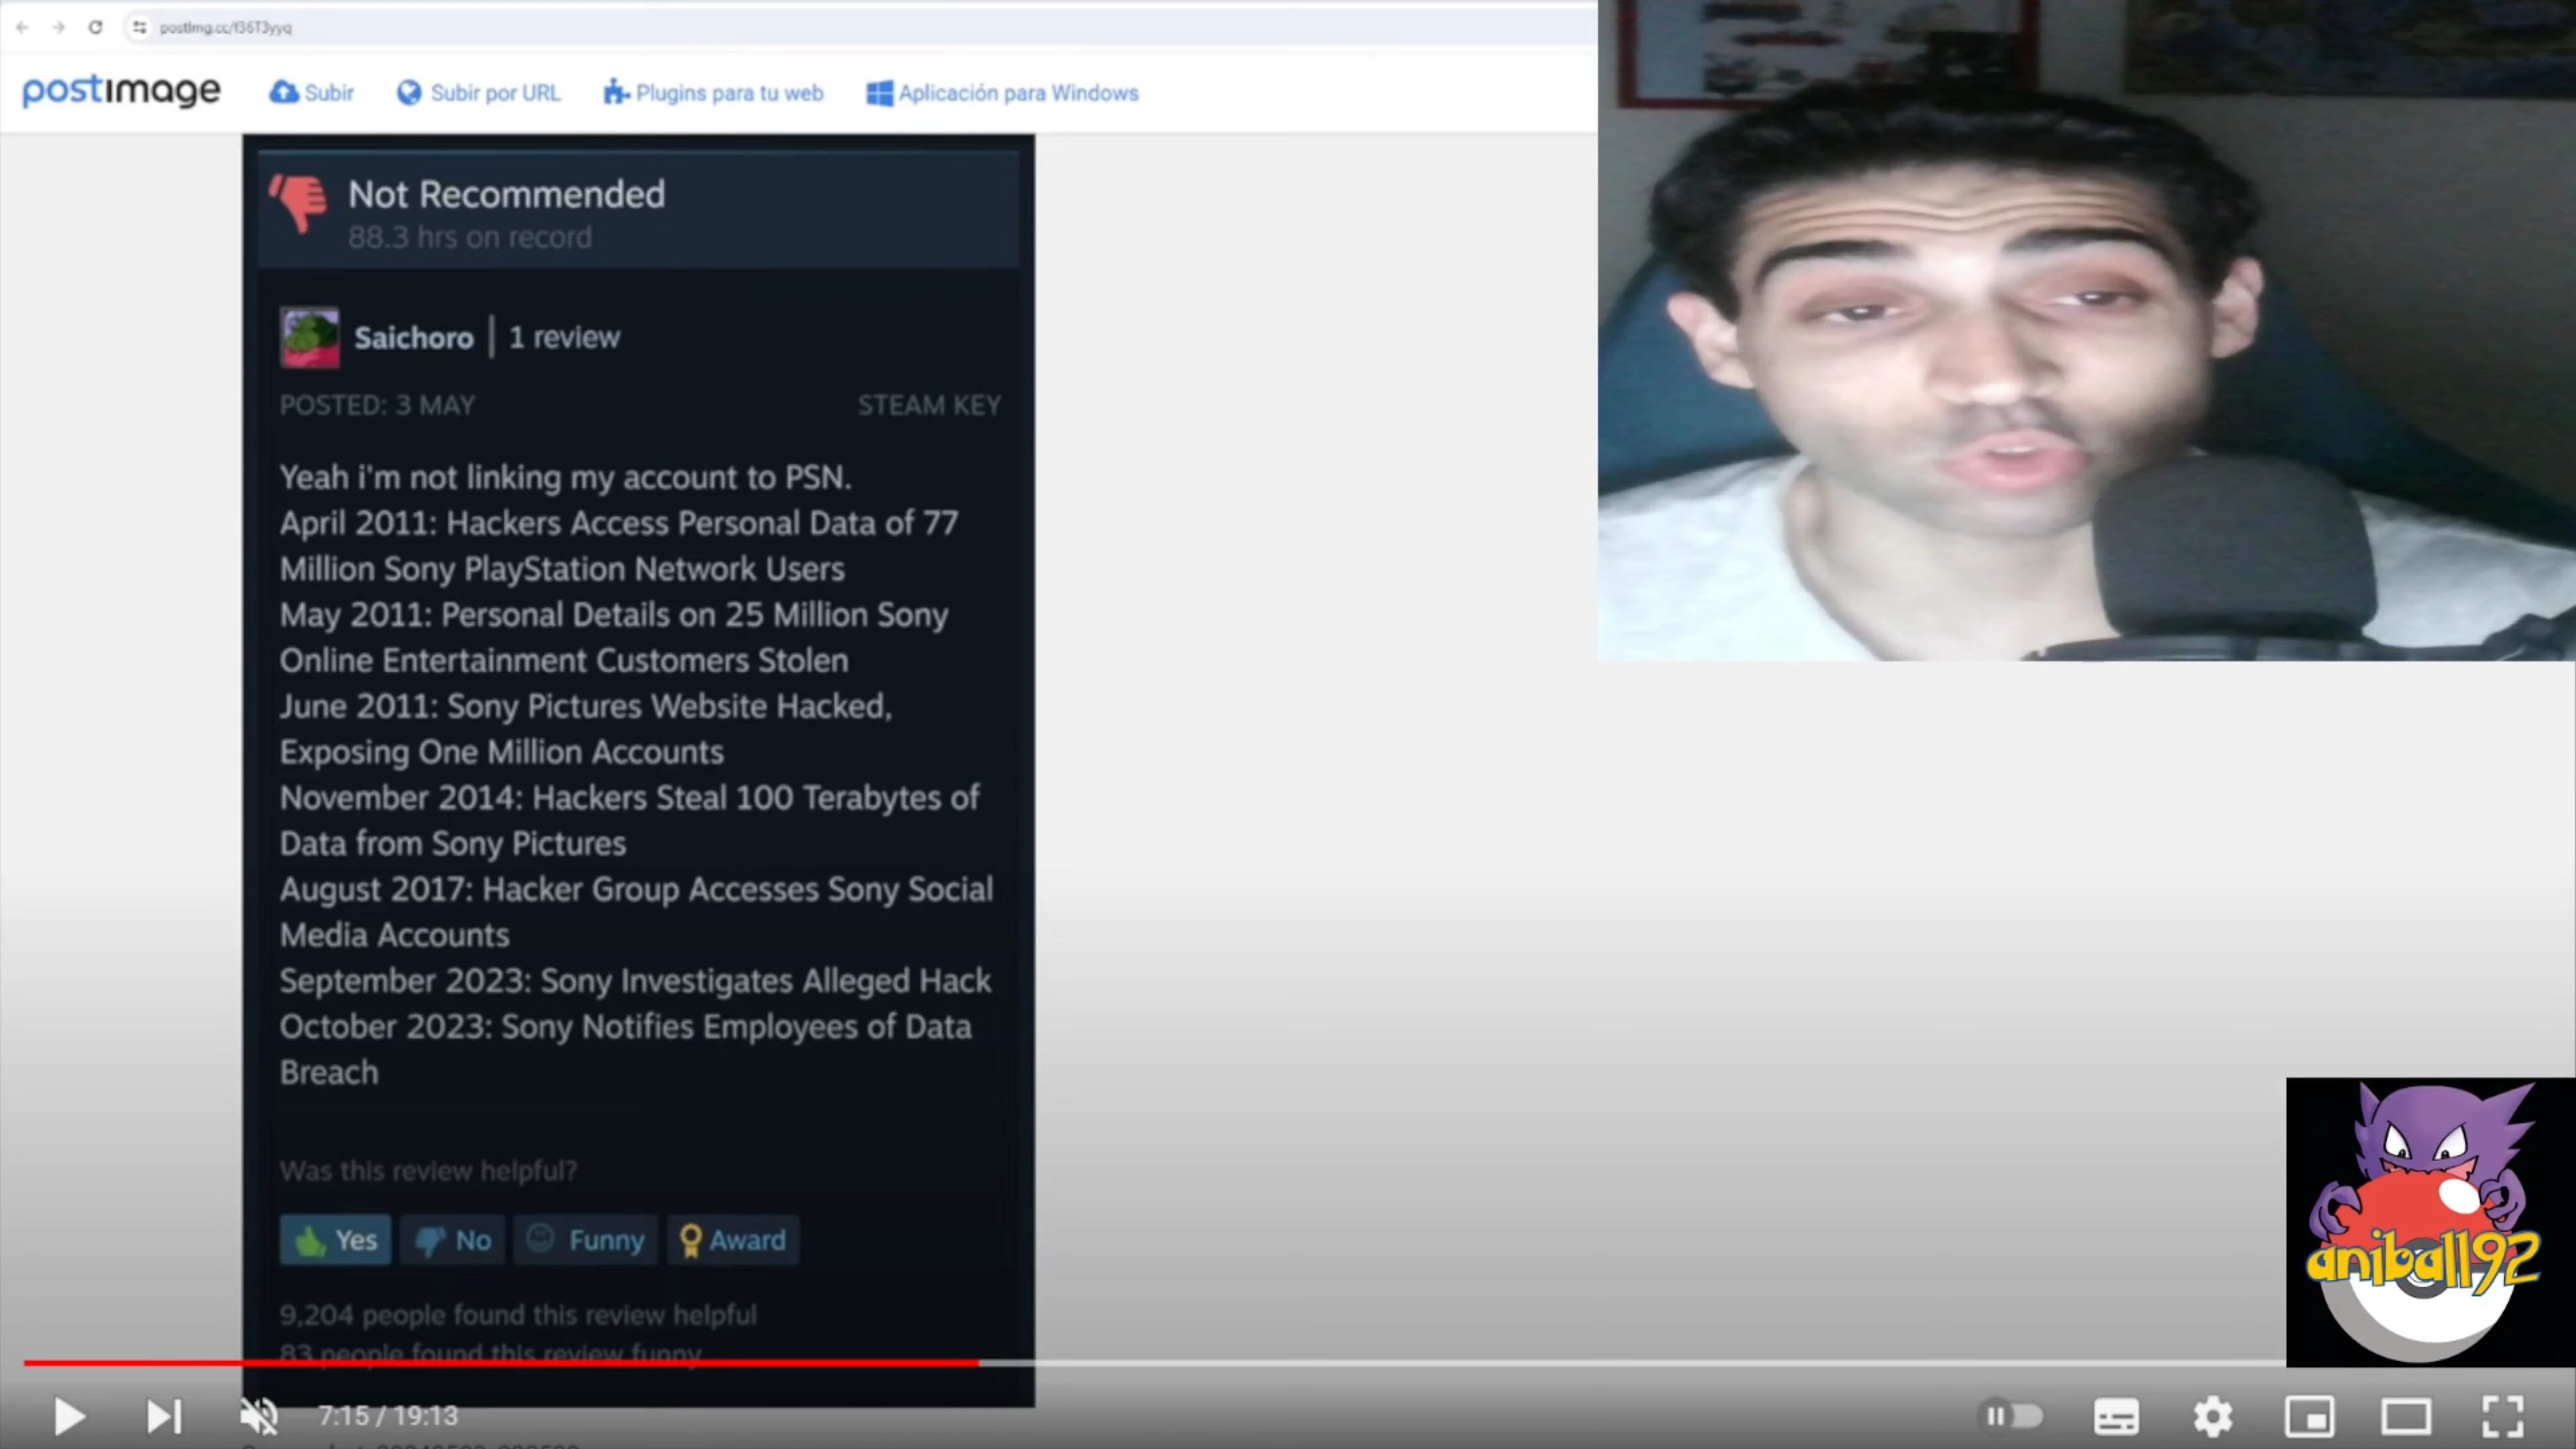 postimg.cc/f36T3yyq
postimage
Subir
Subir por URL
Plugins para tu web
Aplicación para Windows
Not Recommended
88.3 hrs on record
Saichoro | 1 review
POSTED: 3 MAY
STEAM KEY
Yeah i'm not linking my account to PSN.
April 2011: Hackers Access Personal Data of 77
Million Sony PlayStation Network Users
May 2011: Personal Details on 25 Million Sony
Online Entertainment Customers Stolen
June 2011: Sony Pictures Website Hacked,
Exposing One Million Accounts
November 2014: Hackers Steal 100 Terabytes of
Data from Sony Pictures
August 2017: Hacker Group Accesses Sony Social
Media Accounts
September 2023: Sony Investigates Alleged Hack
October 2023: Sony Notifies Employees of Data
Breach
Was this review helpful?
Yes
No
Funny
Award
9,204 people found this review helpful
83 people found this review funny
aniball92
7:15 / 19:13